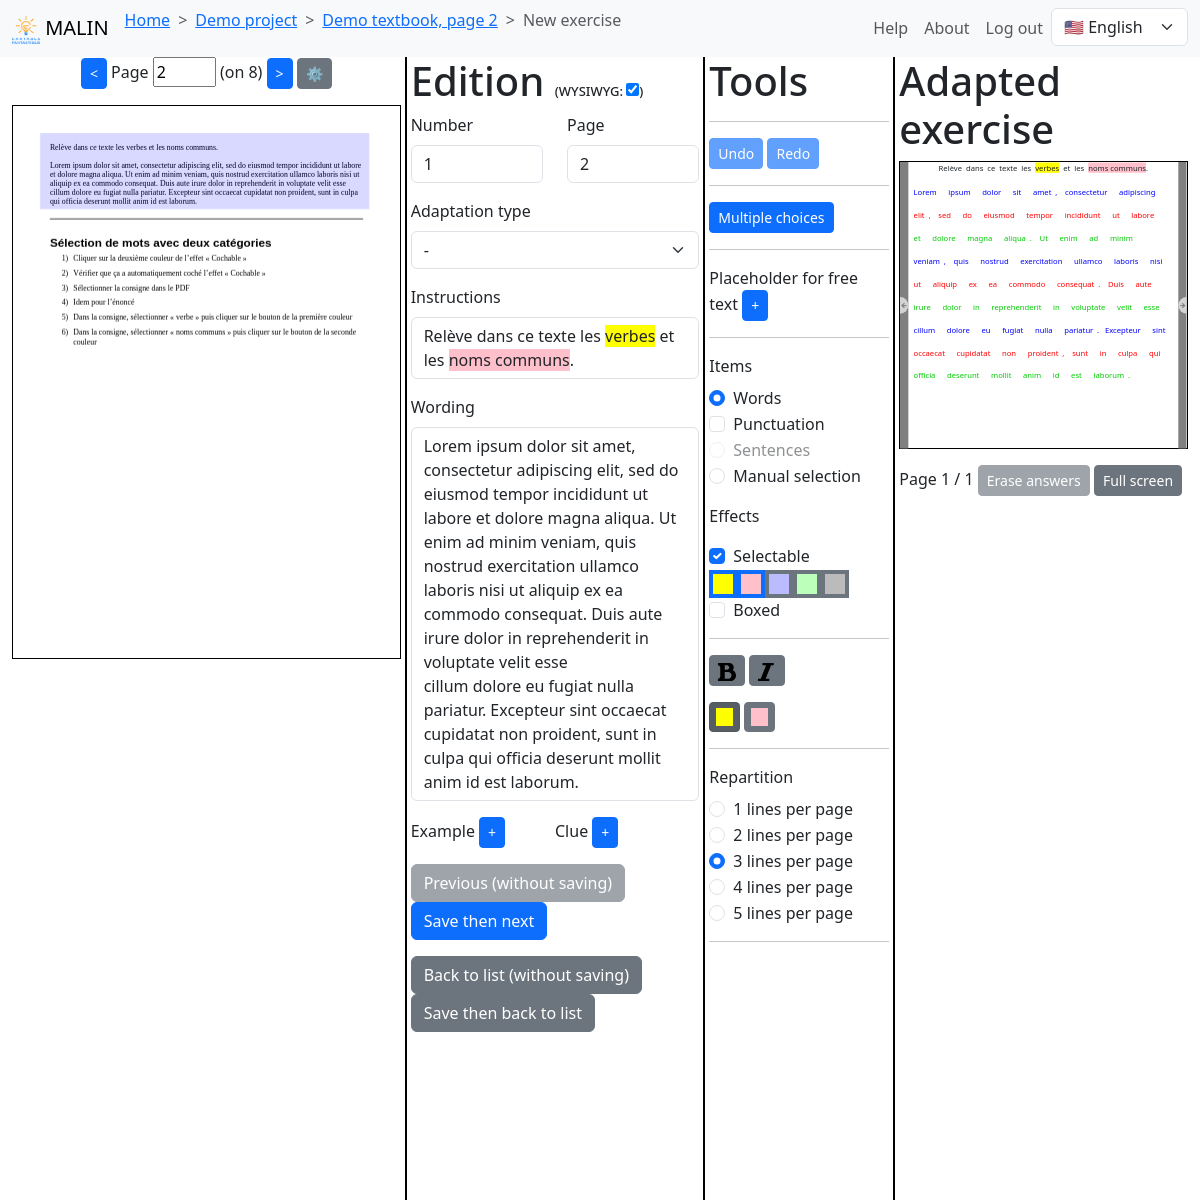 MALIN
Home > Demo project > Demo textbook, page 2 > New exercise
Help About Log out 🇺🇸 English
< Page 2 (on 8) > ⚙️
Relève dans ce texte les verbes et les noms communs.
Lorem ipsum dolor sit amet, consectetur adipiscing elit, sed do eiusmod tempor incididunt ut labore
et dolore magna aliqua. Ut enim ad minim veniam, quis nostrud exercitation ullamco laboris nisi ut
aliquip ex ea commodo consequat. Duis aute irure dolor in reprehenderit in voluptate velit esse
cillum dolore eu fugiat nulla pariatur. Excepteur sint occaecat cupidatat non proident, sunt in culpa
qui officia deserunt mollit anim id est laborum.
Sélection de mots avec deux catégories
1) Cliquer sur la deuxième couleur de l'effet « Cochable »
2) Vérifier que ça a automatiquement coché l'effet « Cochable »
3) Sélectionner la consigne dans le PDF
4) Idem pour l'énoncé
5) Dans la consigne, sélectionner « verbe » puis cliquer sur le bouton de la première couleur
6) Dans la consigne, sélectionner « noms communs » puis cliquer sur le bouton de la seconde
couleur
Edition (WYSIWYG: )
Number Page
1 2
Adaptation type
-
Instructions
Relève dans ce texte les verbes et
les noms communs.
Wording
Lorem ipsum dolor sit amet,
consectetur adipiscing elit, sed do
eiusmod tempor incididunt ut
labore et dolore magna aliqua. Ut
enim ad minim veniam, quis
nostrud exercitation ullamco
laboris nisi ut aliquip ex ea
commodo consequat. Duis aute
irure dolor in reprehenderit in
voluptate velit esse
cillum dolore eu fugiat nulla
pariatur. Excepteur sint occaecat
cupidatat non proident, sunt in
culpa qui officia deserunt mollit
anim id est laborum.
Example + Clue +
Previous (without saving)
Save then next
Back to list (without saving)
Save then back to list
Tools
Undo Redo
Multiple choices
Placeholder for free
text +
Items
Words
Punctuation
Sentences
Manual selection
Effects
Selectable
Boxed
B I
Repartition
1 lines per page
2 lines per page
3 lines per page
4 lines per page
5 lines per page
Adapted
exercise
Relève dans ce texte les verbes et les noms communs.
Lorem ipsum dolor sit amet , consectetur adipiscing
elit , sed do eiusmod tempor incididunt ut labore
et dolore magna aliqua . Ut enim ad minim
veniam , quis nostrud exercitation ullamco laboris nisi
ut aliquip ex ea commodo consequat . Duis aute
irure dolor in reprehenderit in voluptate velit esse
cillum dolore eu fugiat nulla pariatur . Excepteur sint
occaecat cupidatat non proident , sunt in culpa qui
officia deserunt mollit anim id est laborum .
Page 1 / 1 Erase answers Full screen